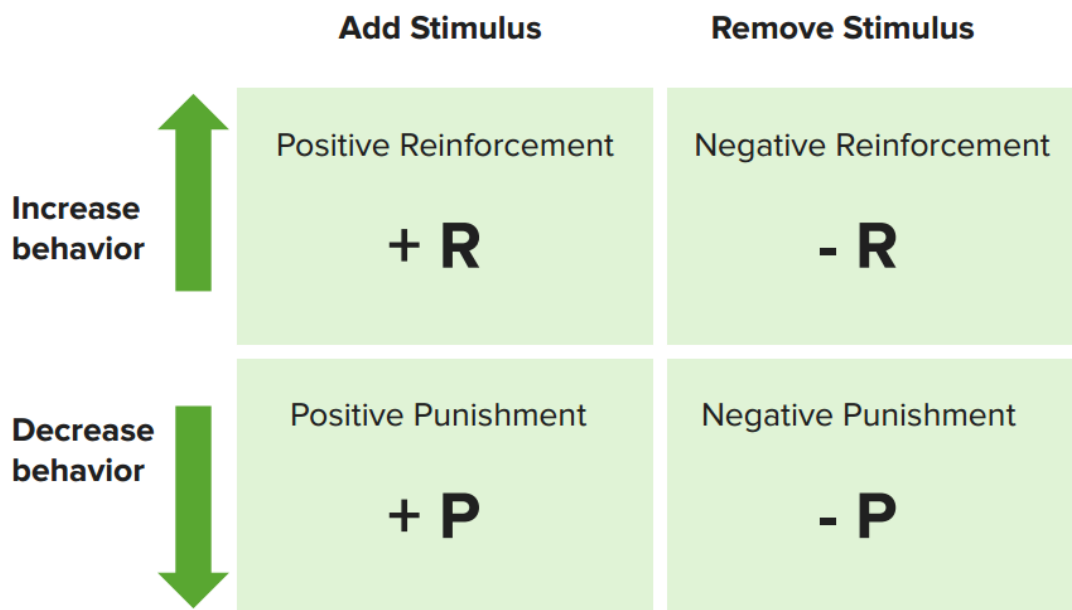 Add Stimulus
Remove Stimulus
Increase
behavior
Positive Reinforcement
+ R
Negative Reinforcement
- R
Decrease
behavior
Positive Punishment
+ P
Negative Punishment
- P